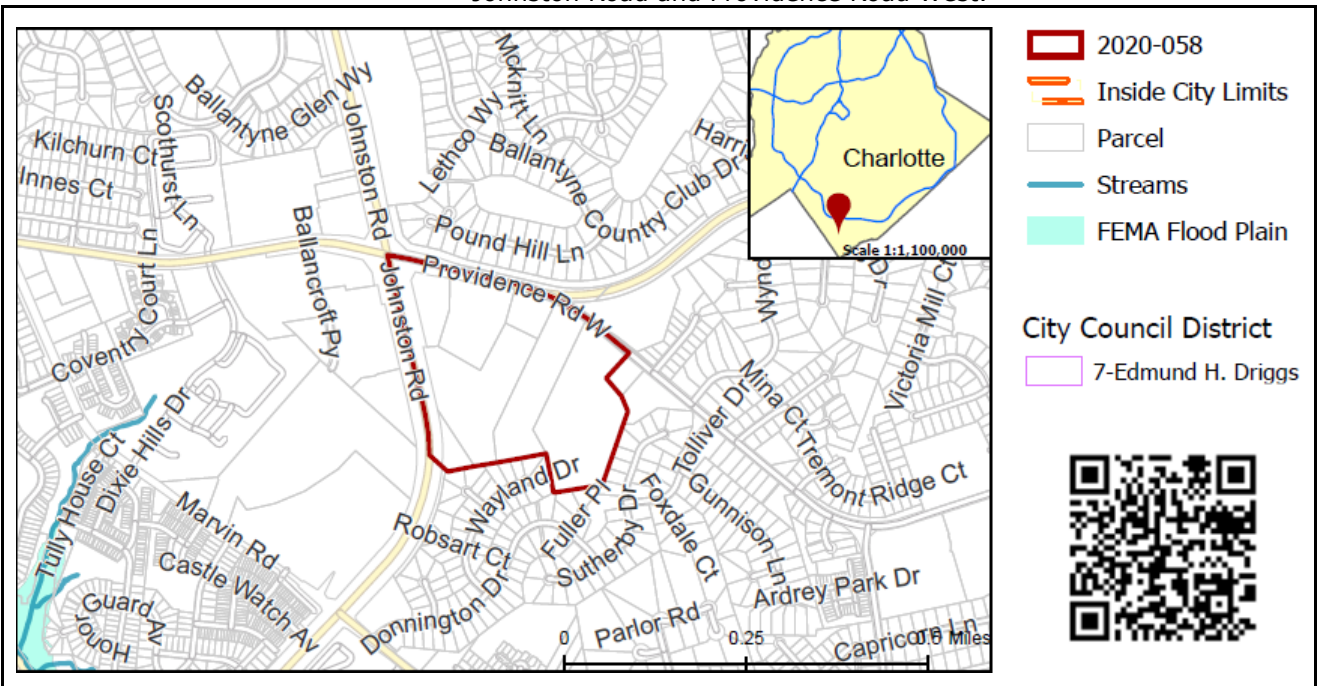 Johnston Road and Providence Road West.
Ballantyne Glen Wy
Johnston Rd
Mcknitt Ln
Lethco Wy
Ballantyne Country Club Dr
Harri
Scothurst Ln
Kilchurn Ct
Innes Ct
Pound Hill Ln
Ballancroft Py
Providence Rd W
Johnston Rd
Coventry Court Ln
Wynd
Dr
Victoria Mill Ct
Mina Ct
Tolliver Dr
Tremont Ridge Ct
Tully House Ct
Dixie Hills Dr
Wayland Dr
Marvin Rd
Robsart Ct
Fuller Pl
Sutherby Dr
Foxdale Ct
Gunnison Ln
Castle Watch Av
Donnington Dr
Ardrey Park Dr
Guard Av
Honor
Parlor Rd
Capricorn Ln
0
0.25
0.5 Miles
Charlotte
Scale 1:1,100,000
2020-058
Inside City Limits
Parcel
Streams
FEMA Flood Plain
City Council District
7-Edmund H. Driggs